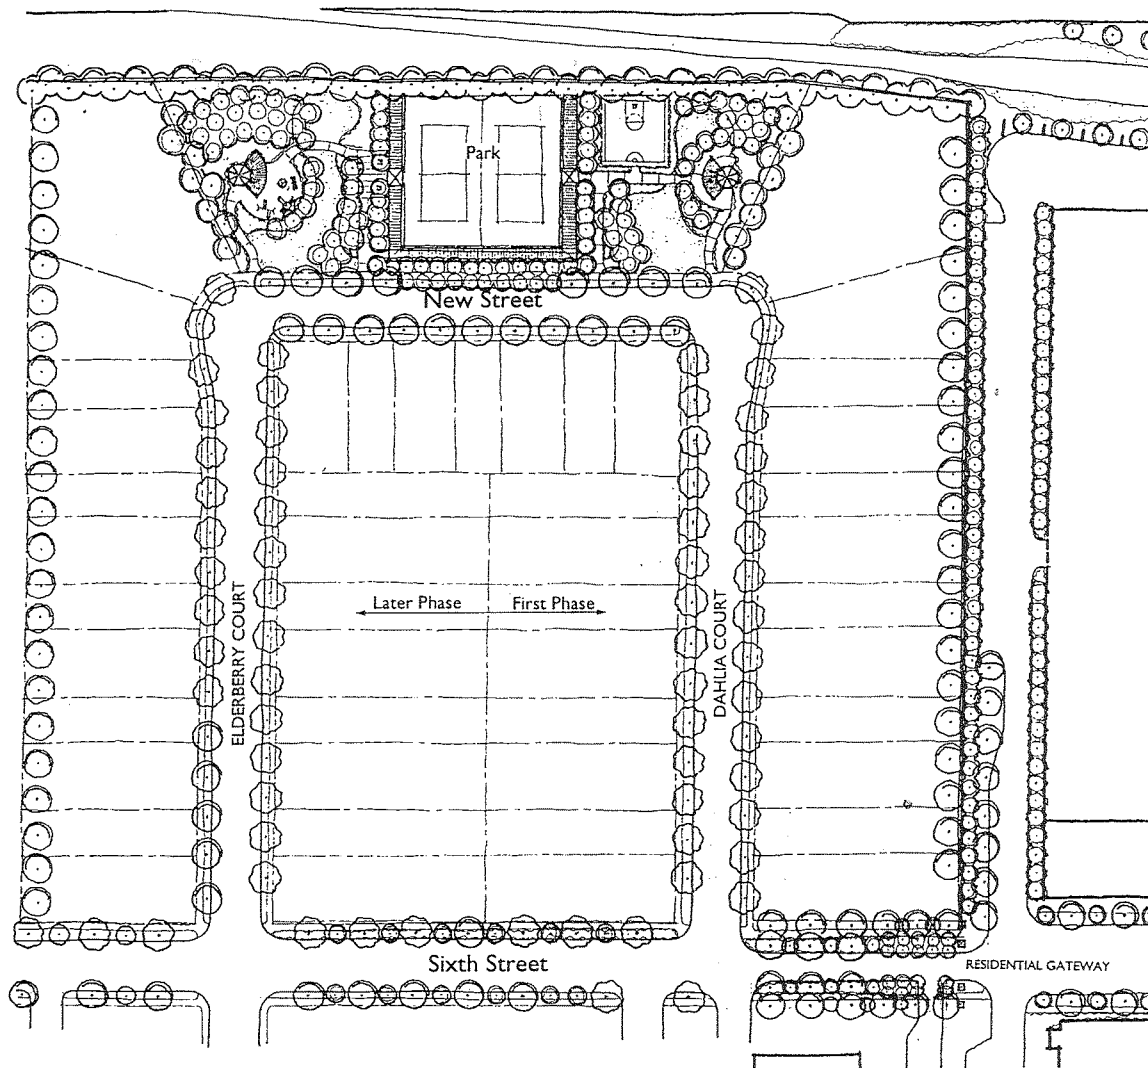 Park
New Street
Later Phase
First Phase
ELDERBERRY COURT
DAHLIA COURT
Sixth Street
RESIDENTIAL GATEWAY